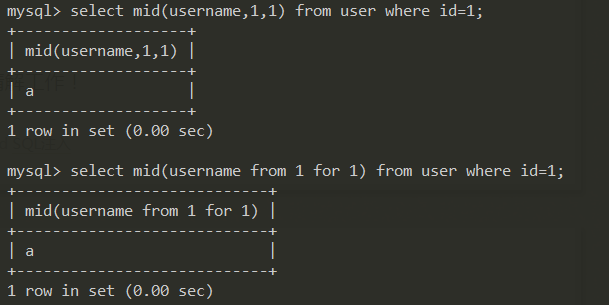 mysql> select mid(username,1,1) from user where id=1;
+-------------------+
| mid(username,1,1) |
+-------------------+
| a                 |
+-------------------+
1 row in set (0.00 sec)
mysql> select mid(username from 1 for 1) from user where id=1;
+----------------------------+
| mid(username from 1 for 1) |
+----------------------------+
| a                          |
+----------------------------+
1 row in set (0.00 sec)